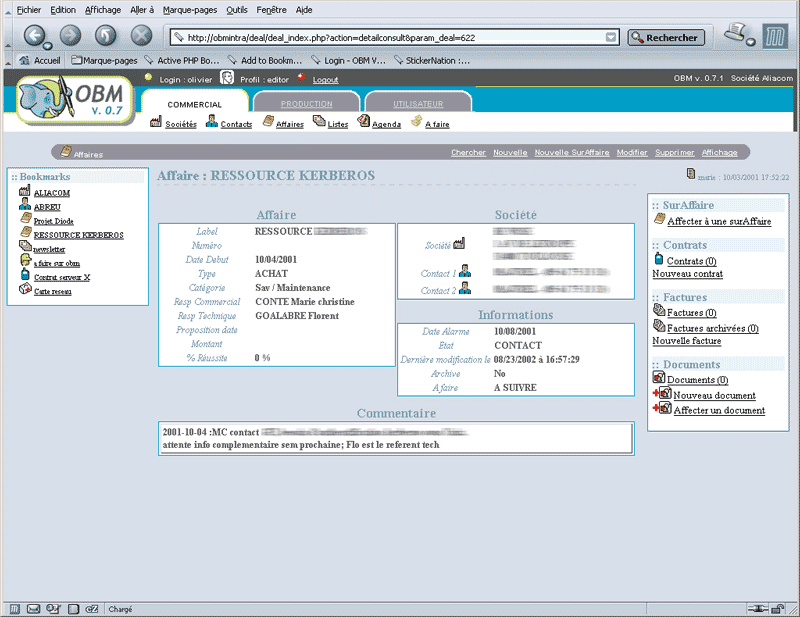 Fichier Edition Affichage Aller à Marque-pages Outils Fenêtre Aide
http://obmintra/deal/deal_index.php?action=detailconsult&param_deal=622 Rechercher
Accueil Marque-pages Active PHP Bo... Add to Bookm... Login - OBM V... StickerNation :...
Login : olivier Profil : editor Logout OBM v. 0.7.1 Société Aliacom
OBM
v. 0.7
COMMERCIAL PRODUCTION UTILISATEUR
Sociétés Contacts Affaires Listes Agenda A faire
Affaires Chercher Nouvelle Nouvelle SurAffaire Modifier Supprimer Affichage
:: Bookmarks
ALIACOM
ABREU
Projet Diode
RESSOURCE KERBEROS
newsletter
a faire sur obm
Contrat serveur X
Carte reseau
Affaire : RESSOURCE KERBEROS
marie : 10/03/2001 17:52:22
Affaire
Label RESSOURCE
Numéro
Date Debut 10/04/2001
Type ACHAT
Catégorie Sav / Maintenance
Resp Commercial CONTE Marie christine
Resp Technique GOALABRE Florent
Proposition date
Montant
% Réussite 0 %
Société
Société
Contact 1
Contact 2
Informations
Date Alarme 10/08/2001
Etat CONTACT
Dernière modification le 08/23/2002 à 16:57:29
Archive No
A faire A SUIVRE
Commentaire
2001-10-04 :MC contact
attente info complementaire sem prochaine; Flo est le referent tech
:: SurAffaire
Affecter à une surAffaire
:: Contrats
Contrats (0)
Nouveau contrat
:: Factures
Factures (0)
Factures archivées (0)
Nouvelle facture
:: Documents
Documents (0)
Nouveau document
Affecter un document
Chargé